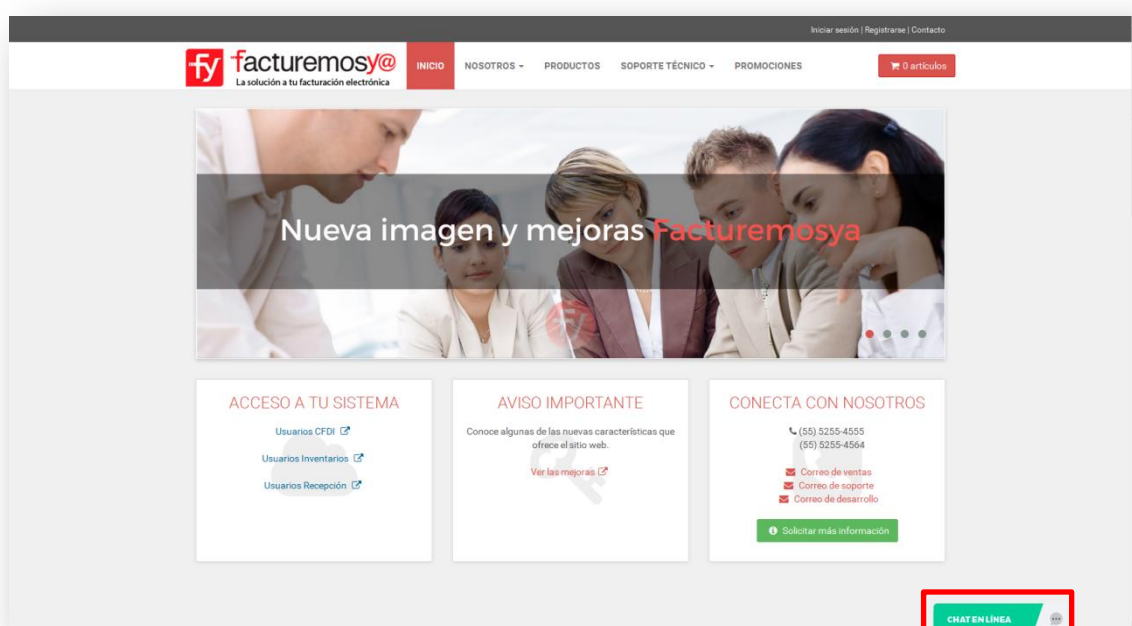 Iniciar sesión | Registrarse | Contacto
fy facturemosy@
La solución a tu facturación electrónica
INICIO NOSOTROS PRODUCTOS SOPORTE TÉCNICO PROMOCIONES 0 artículos
Nueva imagen y mejoras Facturemosya
fy
ACCESO A TU SISTEMA
Usuarios CFDI
Usuarios Inventarios
Usuarios Recepción
AVISO IMPORTANTE
Conoce algunas de las nuevas características que
ofrece el sitio web.
Ver las mejoras
CONECTA CON NOSOTROS
(55) 5255-4555
(55) 5255-4564
Correo de ventas
Correo de soporte
Correo de desarrollo
Solicitar más información
CHAT EN LÍNEA